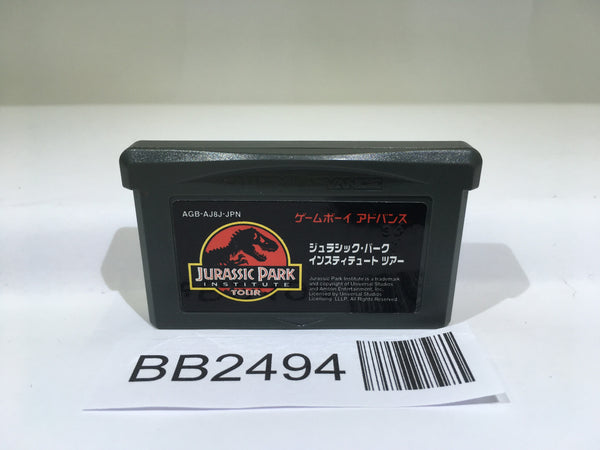 AGB-AJ8J-JPN
ゲームボーイ アドバンス
ジュラシック・パーク
インスティテュート ツアー
JURASSIC PARK
INSTITUTE
TOUR
Jurassic Park Institute is a trademark
and copyright of Universal Studios
and Amblin Entertainment, Inc.
Licensed by Universal Studios
Licensing LLLP. All Rights Reserved.
BB2494